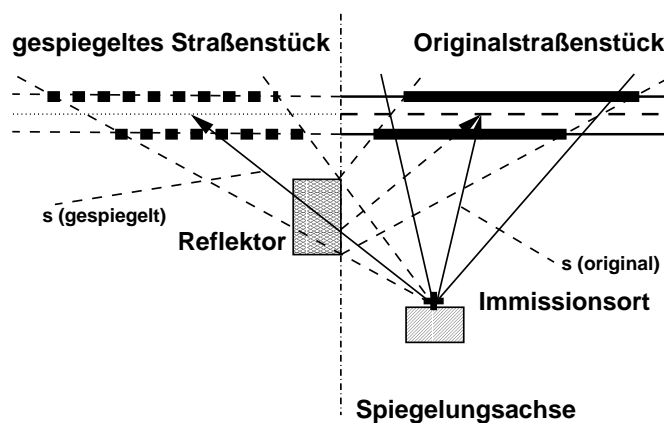 gespiegeltes Straßenstück
Originalstraßenstück
s (gespiegelt)
Reflektor
s (original)
Immissionsort
Spiegelungsachse